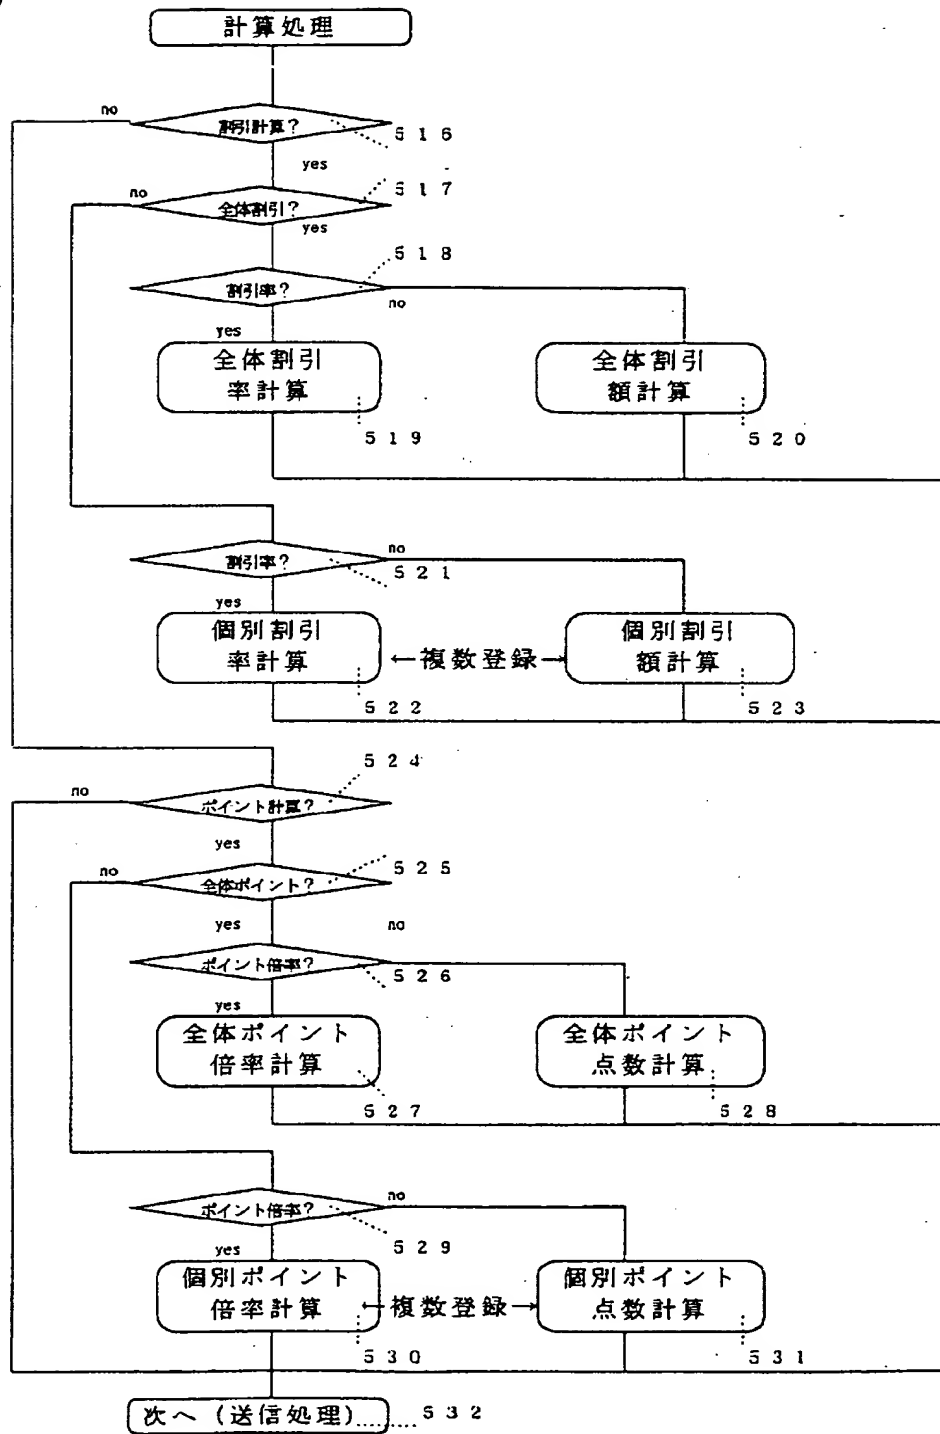 計算処理
no
割引計算?
516
yes
no
517
全体割引?
yes
518
割引率?
no
yes
全体割引
率計算
519
全体割引
額計算
520
割引率?
no
521
yes
個別割引
率計算
522
←複数登録→
個別割引
額計算
523
524
no
ポイント計算?
yes
no
525
全体ポイント?
yes
no
ポイント倍率?
526
yes
全体ポイント
倍率計算
527
全体ポイント
点数計算
528
ポイント倍率?
no
529
yes
個別ポイント
倍率計算
530
←複数登録→
個別ポイント
点数計算
531
次へ(送信処理)
532